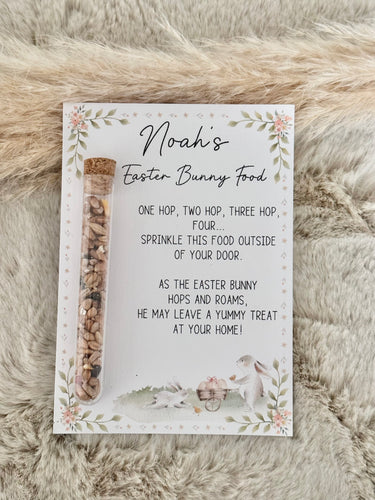 Noah's
Easter Bunny Food
ONE HOP, TWO HOP, THREE HOP,
FOUR...
SPRINKLE THIS FOOD OUTSIDE
OF YOUR DOOR.
AS THE EASTER BUNNY
HOPS AND ROAMS,
HE MAY LEAVE A YUMMY TREAT
AT YOUR HOME!